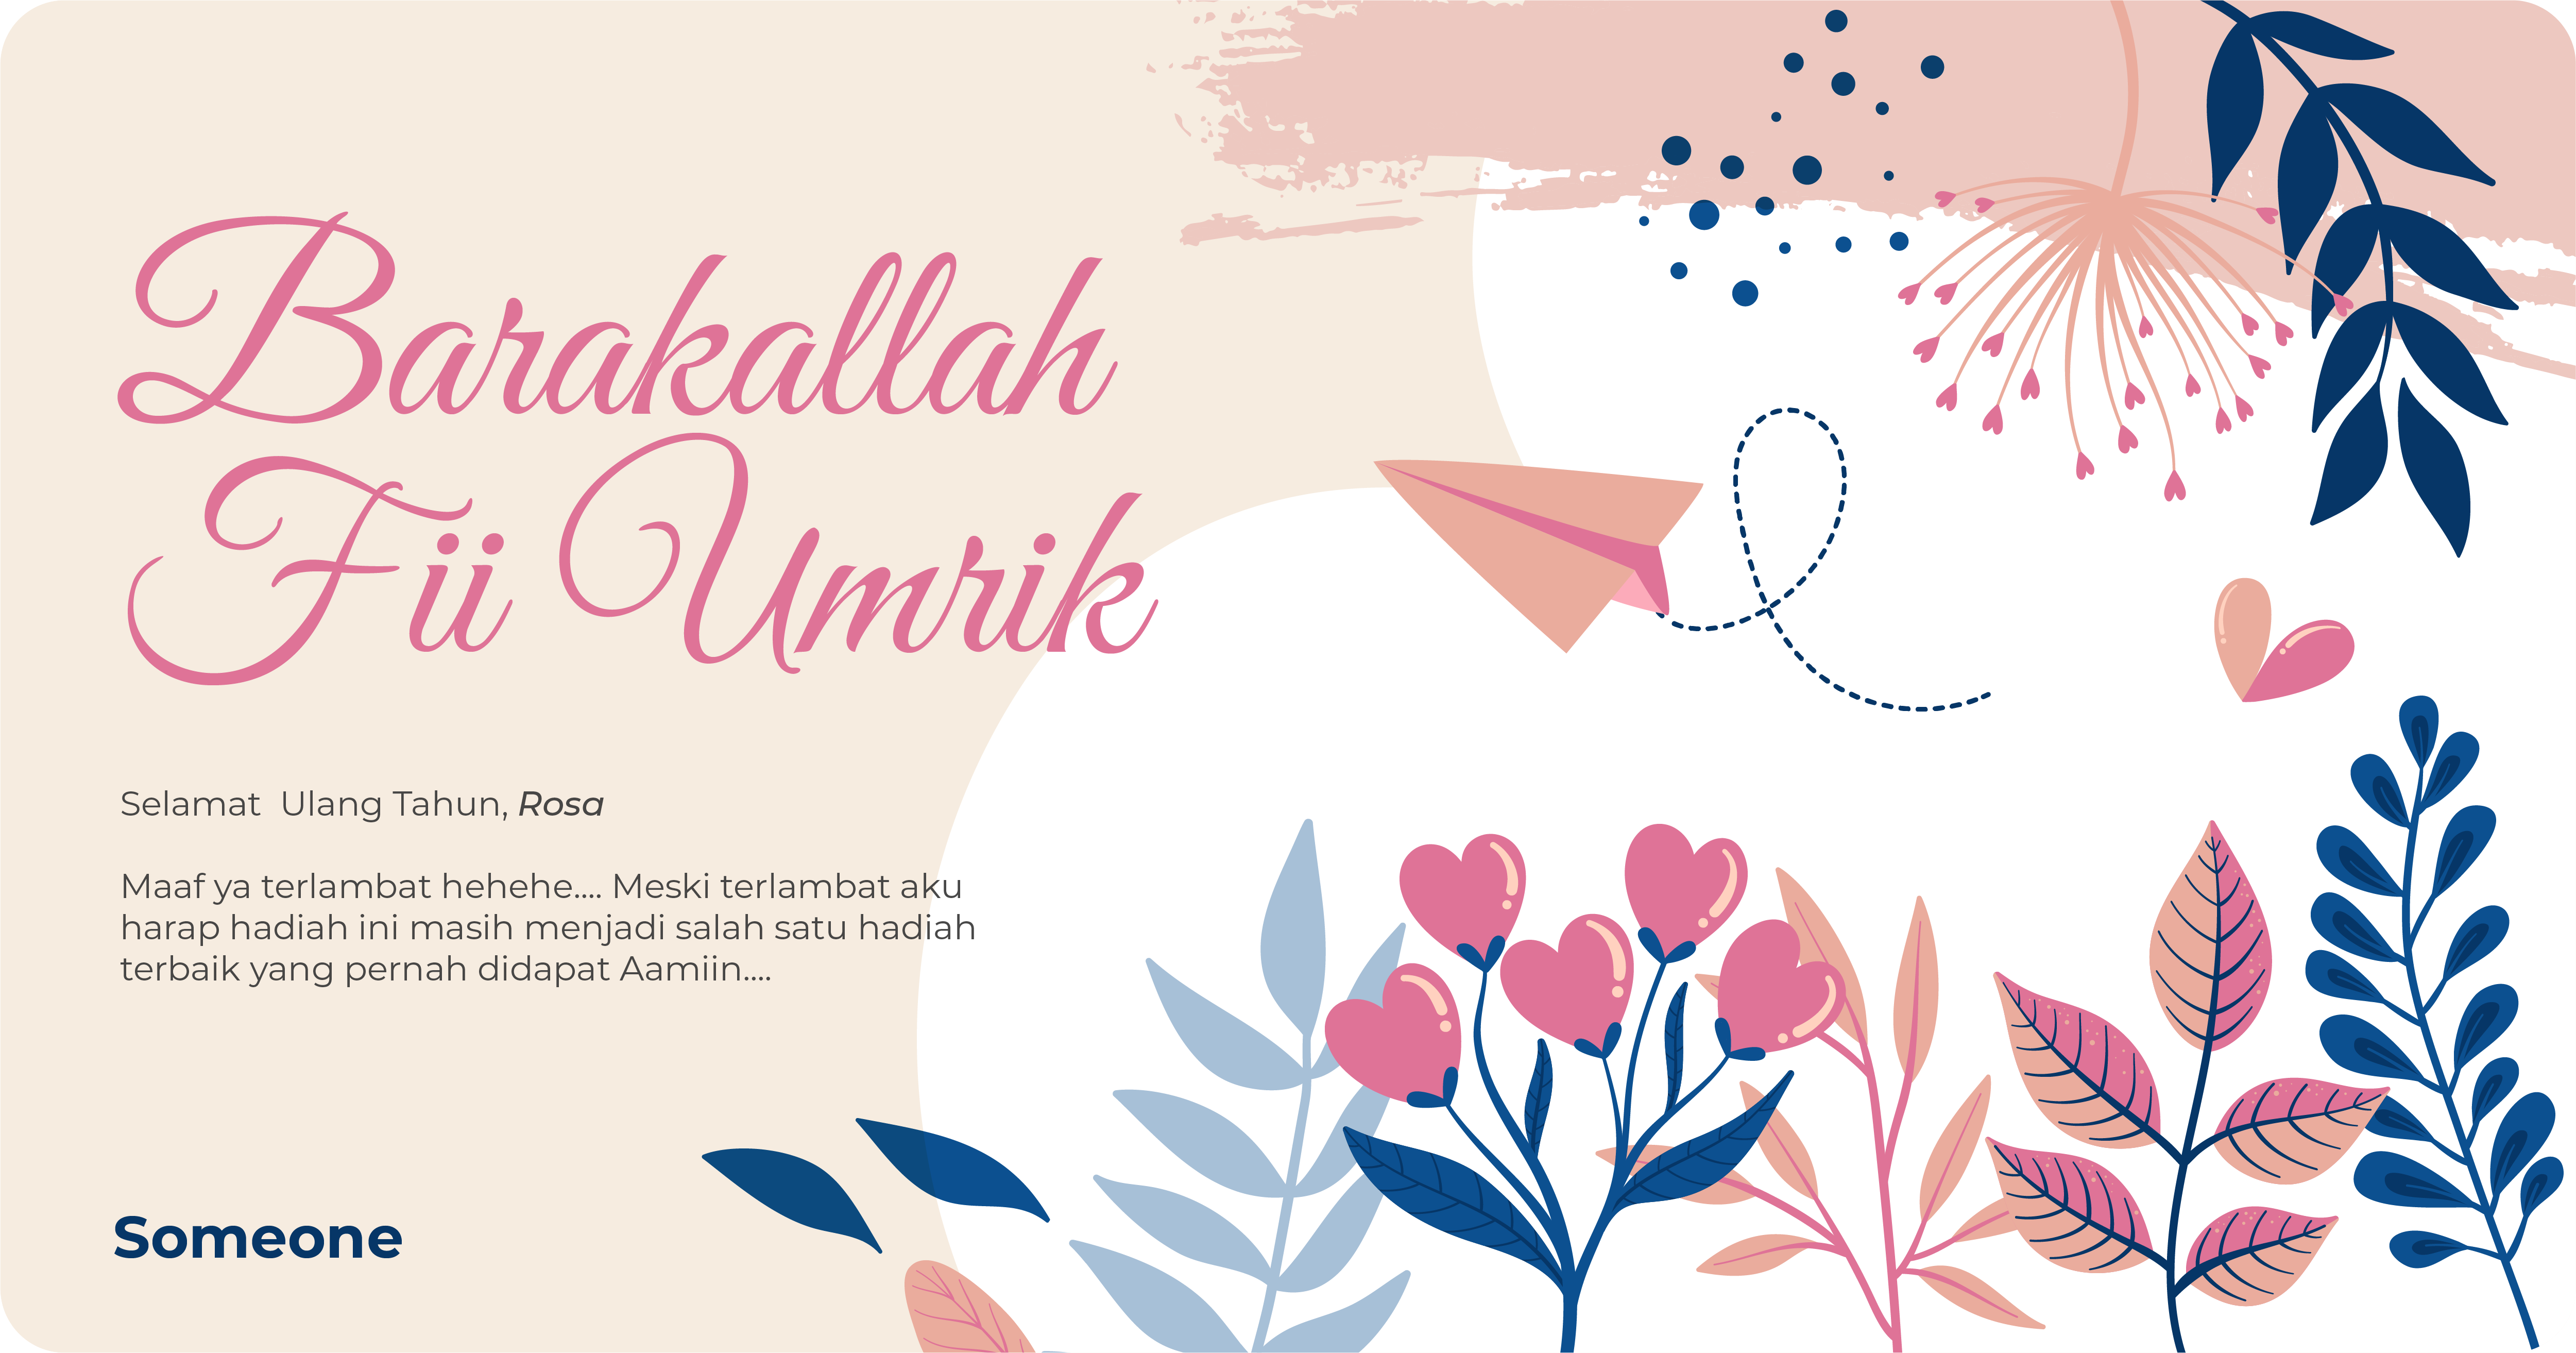 Barakallah
Fii Umrik
Selamat  Ulang Tahun, Rosa
Maaf ya terlambat hehehe.... Meski terlambat aku
harap hadiah ini masih menjadi salah satu hadiah
terbaik yang pernah didapat Aamiin....
Someone